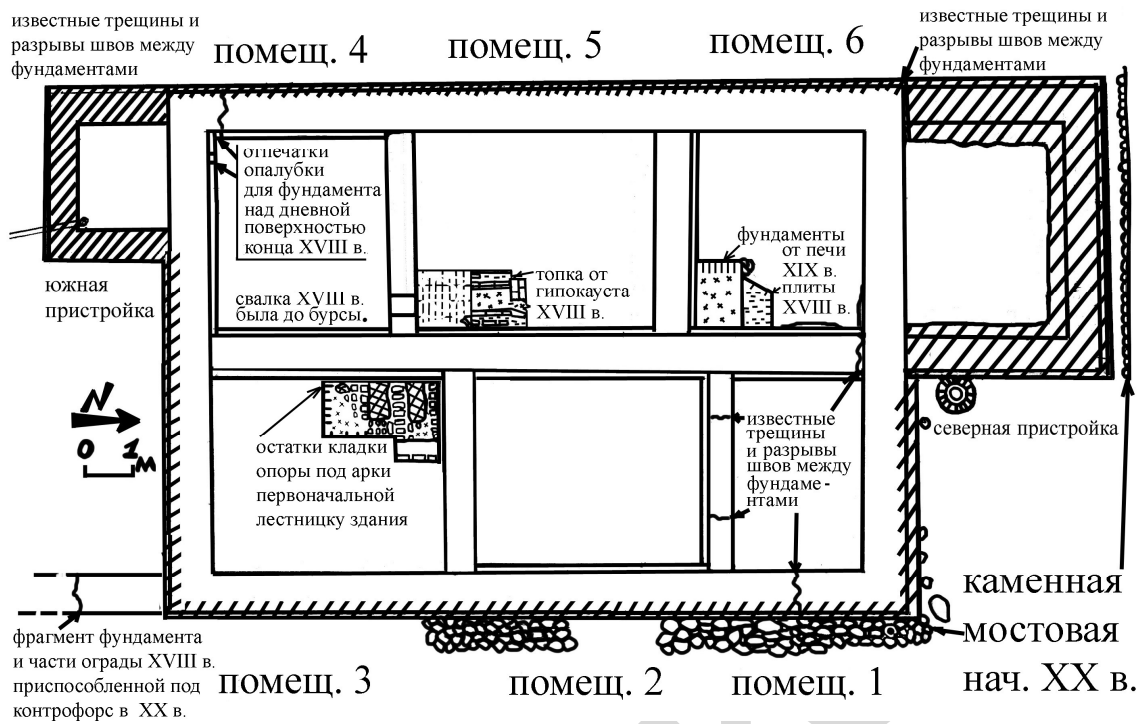 известные трещины и
разрывы швов между
фундаментами
помещ. 4
помещ. 5
помещ. 6
известные трещины и
разрывы швов между
фундаментами
отпечатки
опалубки
для фундамента
над дневной
поверхностью
конца XVIII в.
свалка XVIII в.
была до бурсы.
топка от
гипокауста
XVIII в.
фундаменты
от печи
XIX в.
плиты
XVIII в.
южная
пристройка
N
0 1
м
остатки кладки
опоры под арки
первоначальной
лестницку здания
известные
трещины
и разрывы
швов между
фундаме-
нтами
северная пристройка
каменная
мостовая
нач. XX в.
фрагмент фундамента
и части ограды XVIII в.
приспособленной под
контрофорс в XX в.
помещ. 3
помещ. 2
помещ. 1